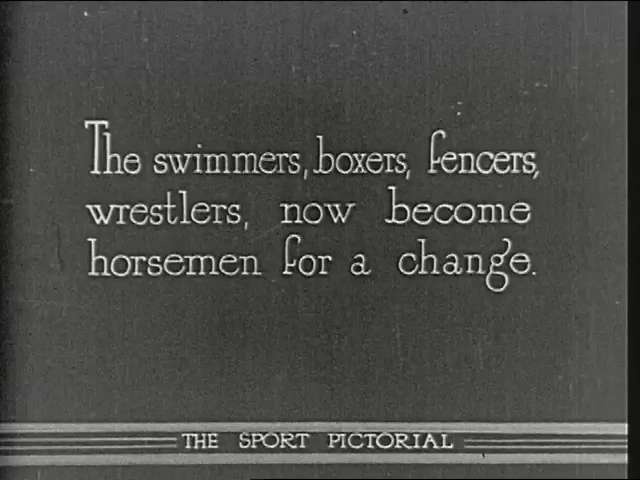 The swimmers, boxers, fencers,
wrestlers, now become
horsemen for a change.
THE SPORT PICTORIAL